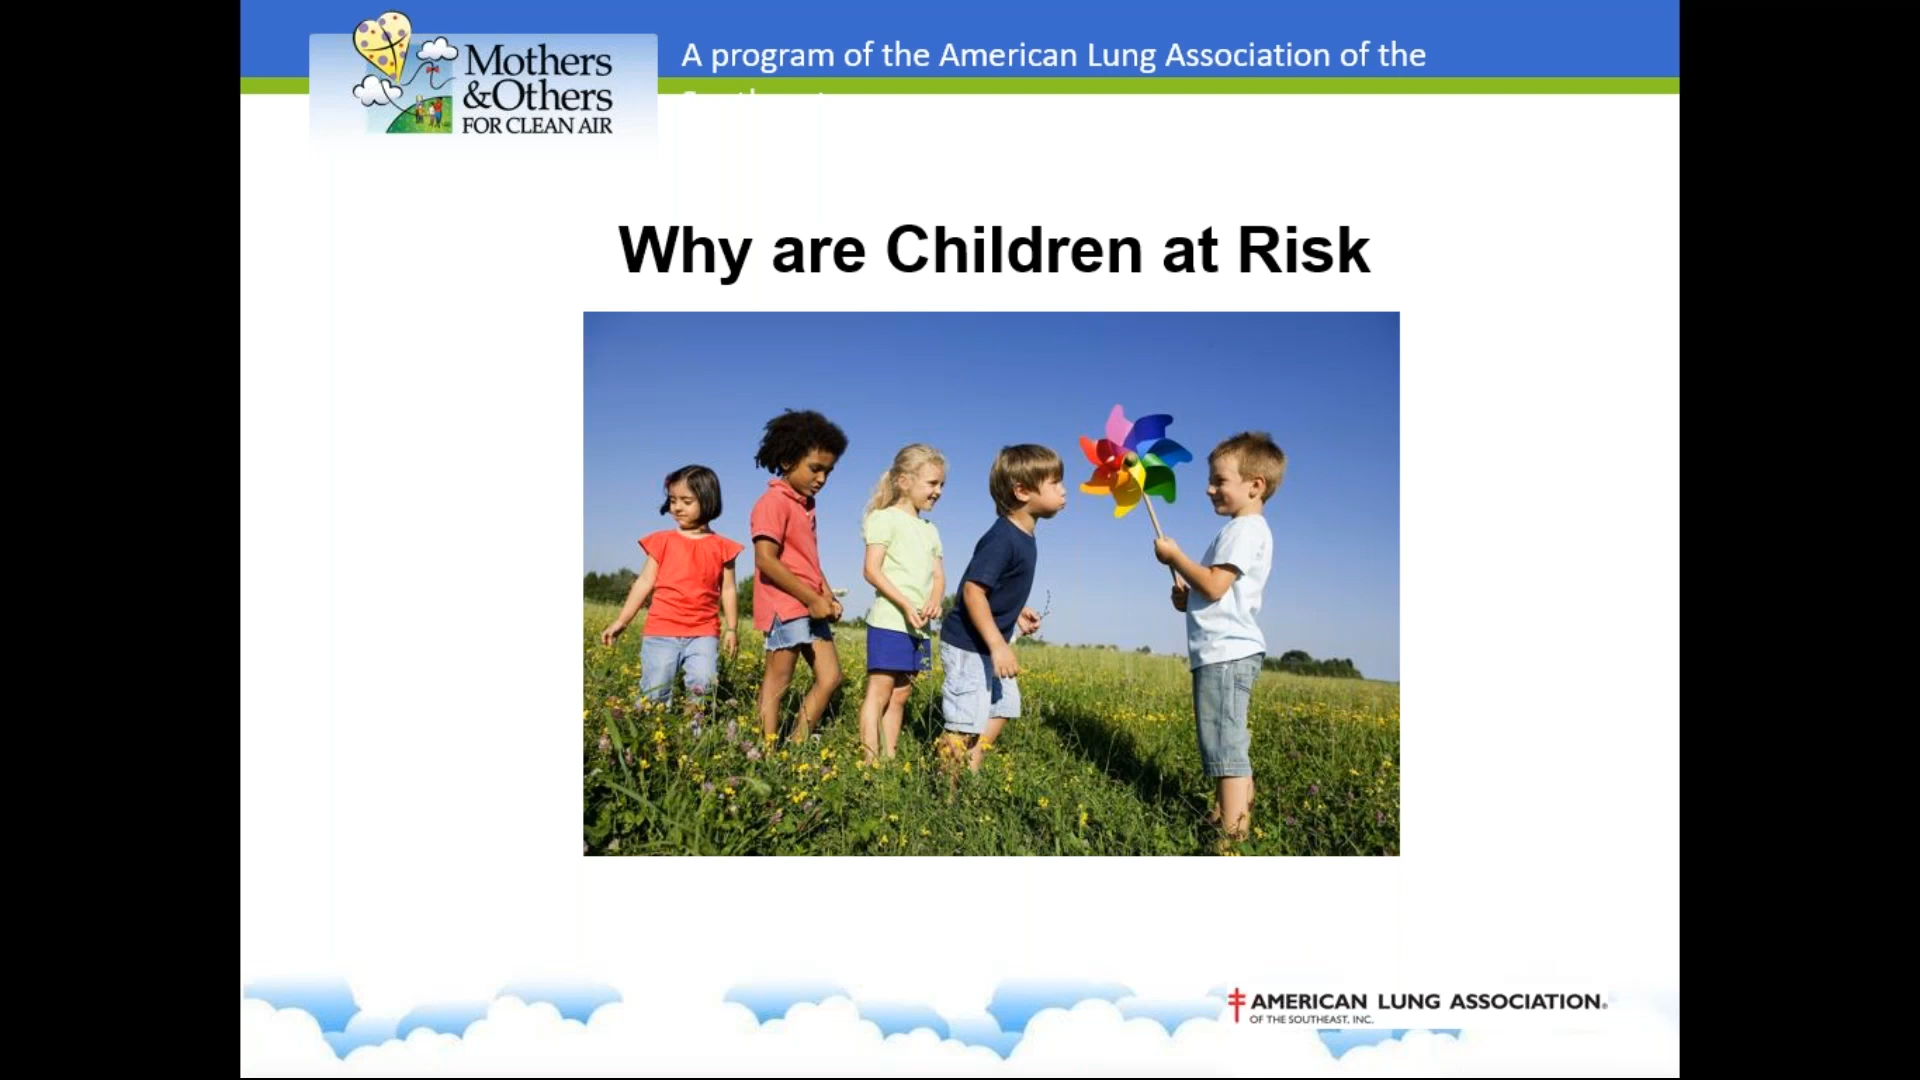 Mothers
&Others
FOR CLEAN AIR
A program of the American Lung Association of the
Why are Children at Risk
AMERICAN LUNG ASSOCIATION®
OF THE SOUTHEAST, INC.